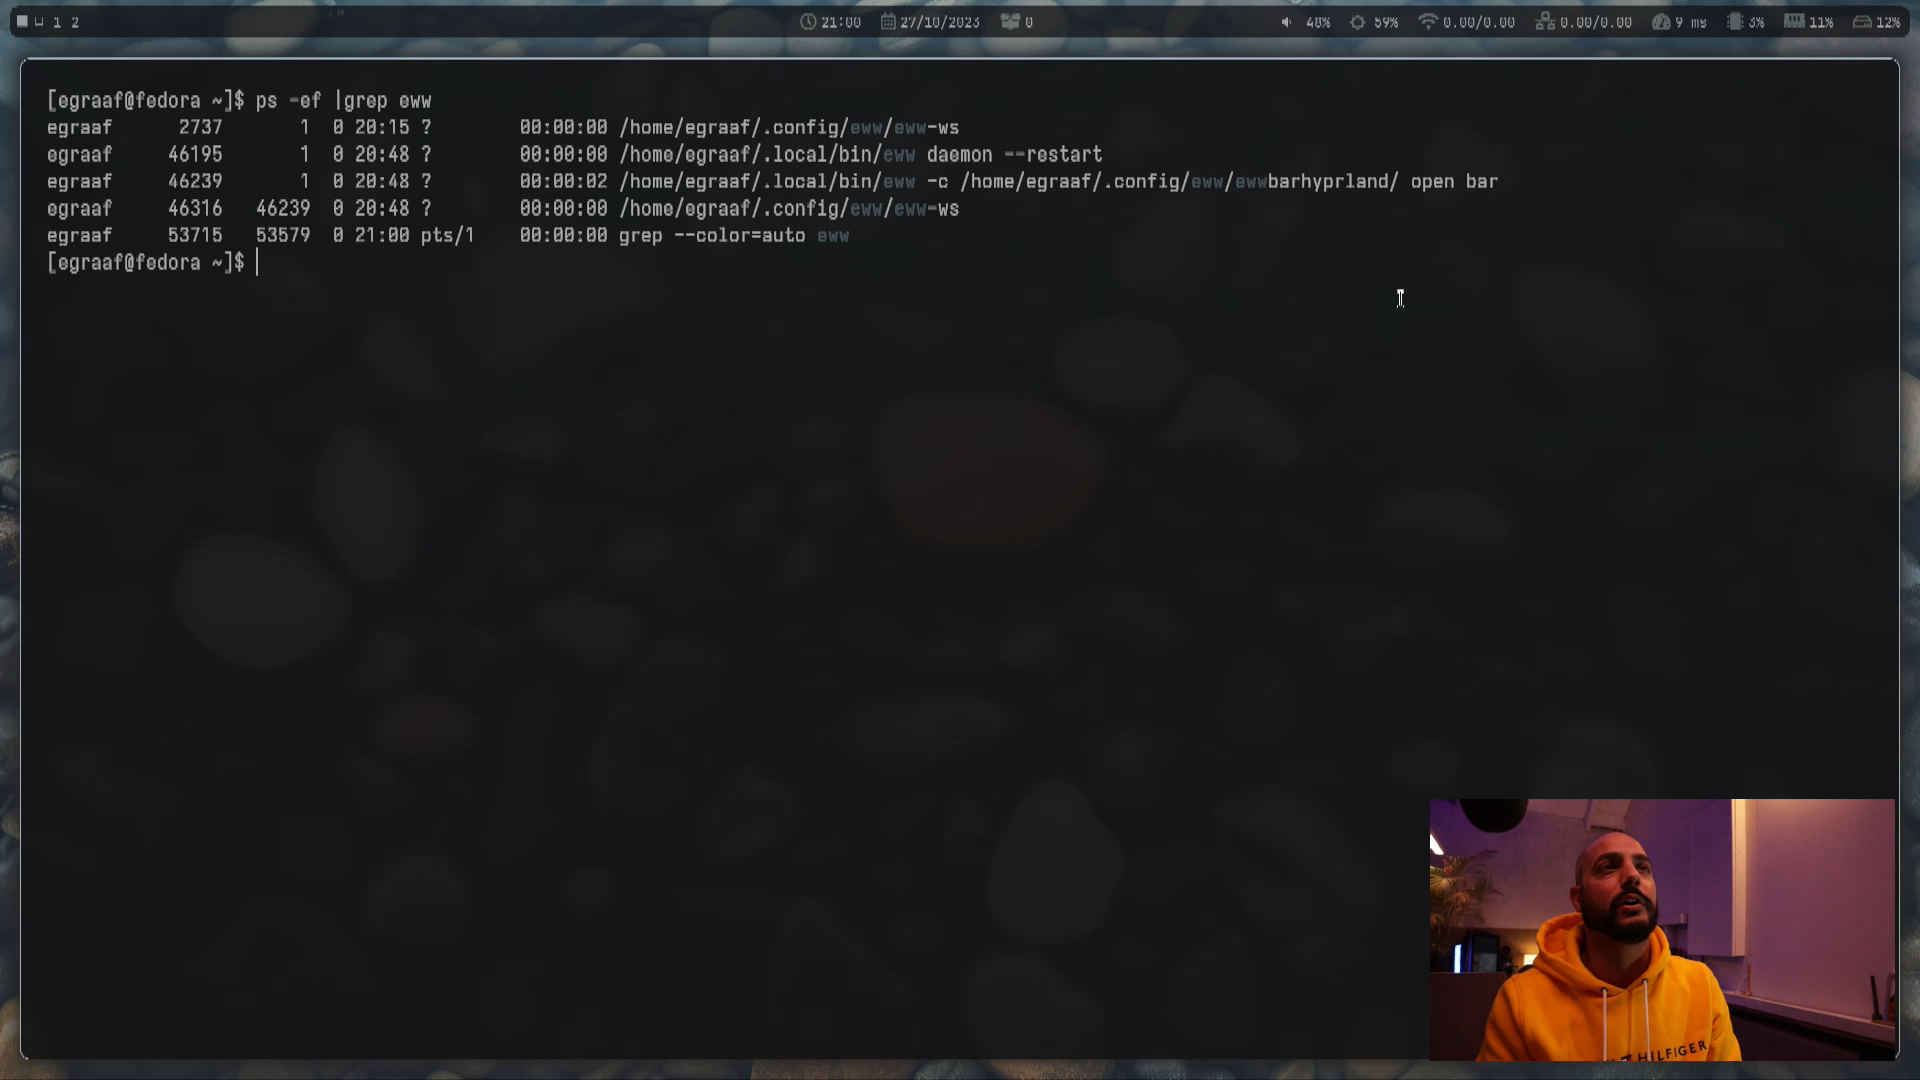 1 2 21:00 27/10/2023 0 48% 59% 0.00/0.00 0.00/0.00 9 ms 3% 11% 12%
[egraaf@fedora ~]$ ps -ef |grep eww
egraaf 2737 1 0 20:15 ? 00:00:00 /home/egraaf/.config/eww/eww-ws
egraaf 46195 1 0 20:48 ? 00:00:00 /home/egraaf/.local/bin/eww daemon --restart
egraaf 46239 1 0 20:48 ? 00:00:02 /home/egraaf/.local/bin/eww -c /home/egraaf/.config/eww/ewwbarhyprland/ open bar
egraaf 46316 46239 0 20:48 ? 00:00:00 /home/egraaf/.config/eww/eww-ws
egraaf 53715 53579 0 21:00 pts/1 00:00:00 grep --color=auto eww
[egraaf@fedora ~]$
HILFIGER